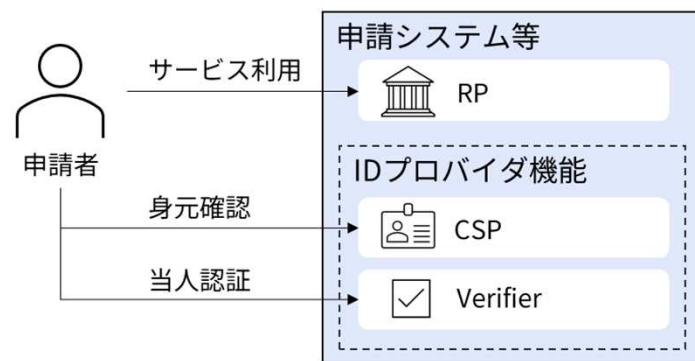 申請システム等
サービス利用
RP
申請者
IDプロバイダ機能
身元確認
CSP
当人認証
Verifier